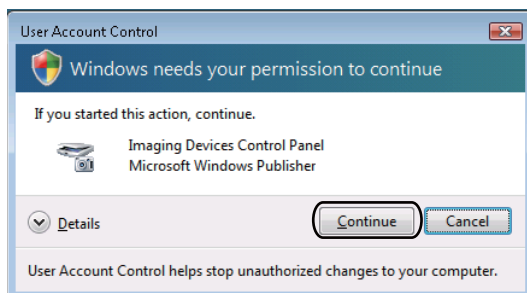 User Account Control
Windows needs your permission to continue
If you started this action, continue.
Imaging Devices Control Panel
Microsoft Windows Publisher
Details
Continue
Cancel
User Account Control helps stop unauthorized changes to your computer.